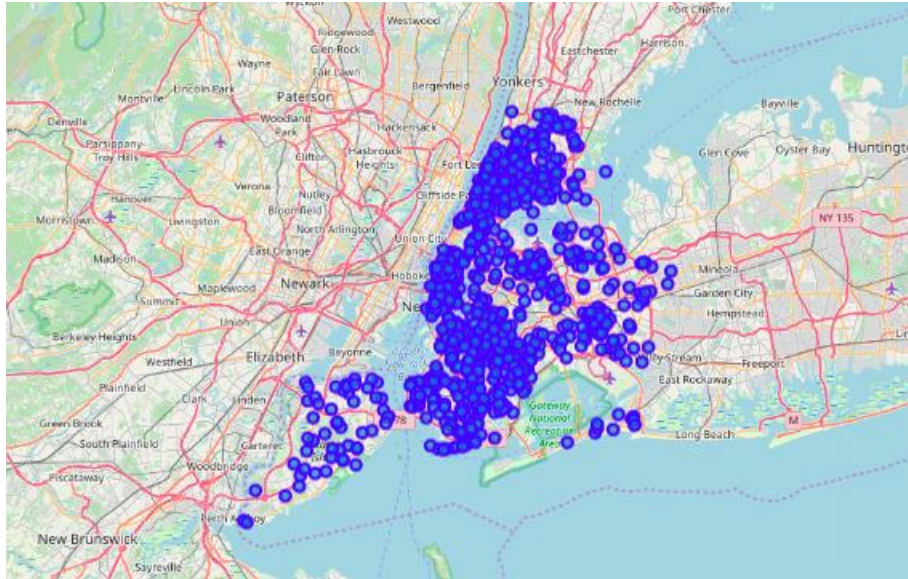 Port Chester
Westwood
Ridgewood
Glen Rock
Eastchester
Harrison
Wayne
Fair Lawn
Bergenfield
Yonkers
Montville
Lincoln Park
Paterson
New Rochelle
Bayville
Denville
Woodland
Park
Hackensack
Parsippany-
Troy Hills
Clifton
Hasbrouck
Heights
Fort Lee
Glen Cove
Oyster Bay
Huntington
Verona
Nutley
Cliffside Park
Hanover
Bloomfield
Morristown
Livingston
North Arlington
NY 135
Union City
East Orange
Madison
Maplewood
Newark
Hoboken
Mineola
Summit
Garden City
Union
Hempstead
Berkeley Heights
Elizabeth
Bayonne
Westfield
Valley Stream
Freeport
Plainfield
Linden
East Rockaway
Clark
Gateway
National
Recreation
Area
Green Brook
278
M
South Plainfield
Carteret
Long Beach
Woodbridge
Piscataway
Perth Amboy
New Brunswick
Sayreville